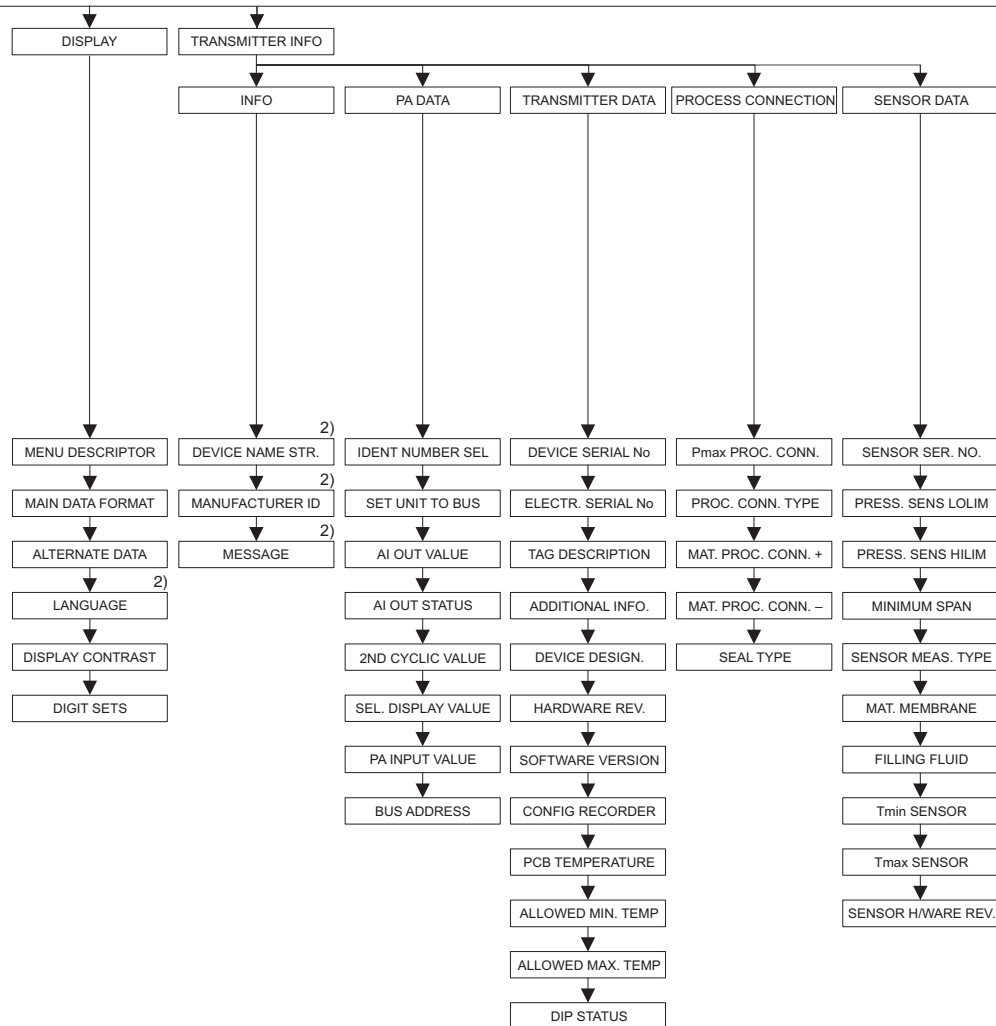 DISPLAY
TRANSMITTER INFO
INFO
PA DATA
TRANSMITTER DATA
PROCESS CONNECTION
SENSOR DATA
MENU DESCRIPTOR
MAIN DATA FORMAT
ALTERNATE DATA
2)
LANGUAGE
DISPLAY CONTRAST
DIGIT SETS
2)
DEVICE NAME STR.
2)
MANUFACTURER ID
2)
MESSAGE
IDENT NUMBER SEL
SET UNIT TO BUS
AI OUT VALUE
AI OUT STATUS
2ND CYCLIC VALUE
SEL. DISPLAY VALUE
PA INPUT VALUE
BUS ADDRESS
DEVICE SERIAL No
ELECTR. SERIAL No
TAG DESCRIPTION
ADDITIONAL INFO.
DEVICE DESIGN.
HARDWARE REV.
SOFTWARE VERSION
CONFIG RECORDER
PCB TEMPERATURE
ALLOWED MIN. TEMP
ALLOWED MAX. TEMP
DIP STATUS
Pmax PROC. CONN.
PROC. CONN. TYPE
MAT. PROC. CONN. +
MAT. PROC. CONN. –
SEAL TYPE
SENSOR SER. NO.
PRESS. SENS LOLIM
PRESS. SENS HILIM
MINIMUM SPAN
SENSOR MEAS. TYPE
MAT. MEMBRANE
FILLING FLUID
Tmin SENSOR
Tmax SENSOR
SENSOR H/WARE REV.